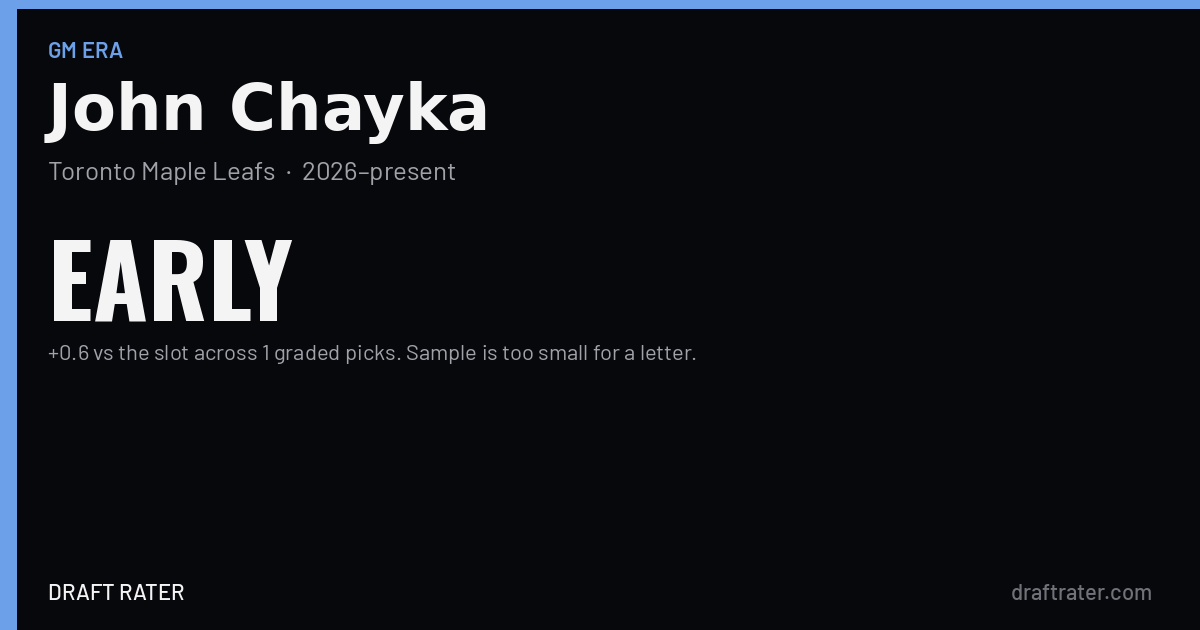 GM ERA
John Chayka
Toronto Maple Leafs · 2026–present
EARLY
+0.6 vs the slot across 1 graded picks. Sample is too small for a letter.
DRAFT RATER
draftrater.com